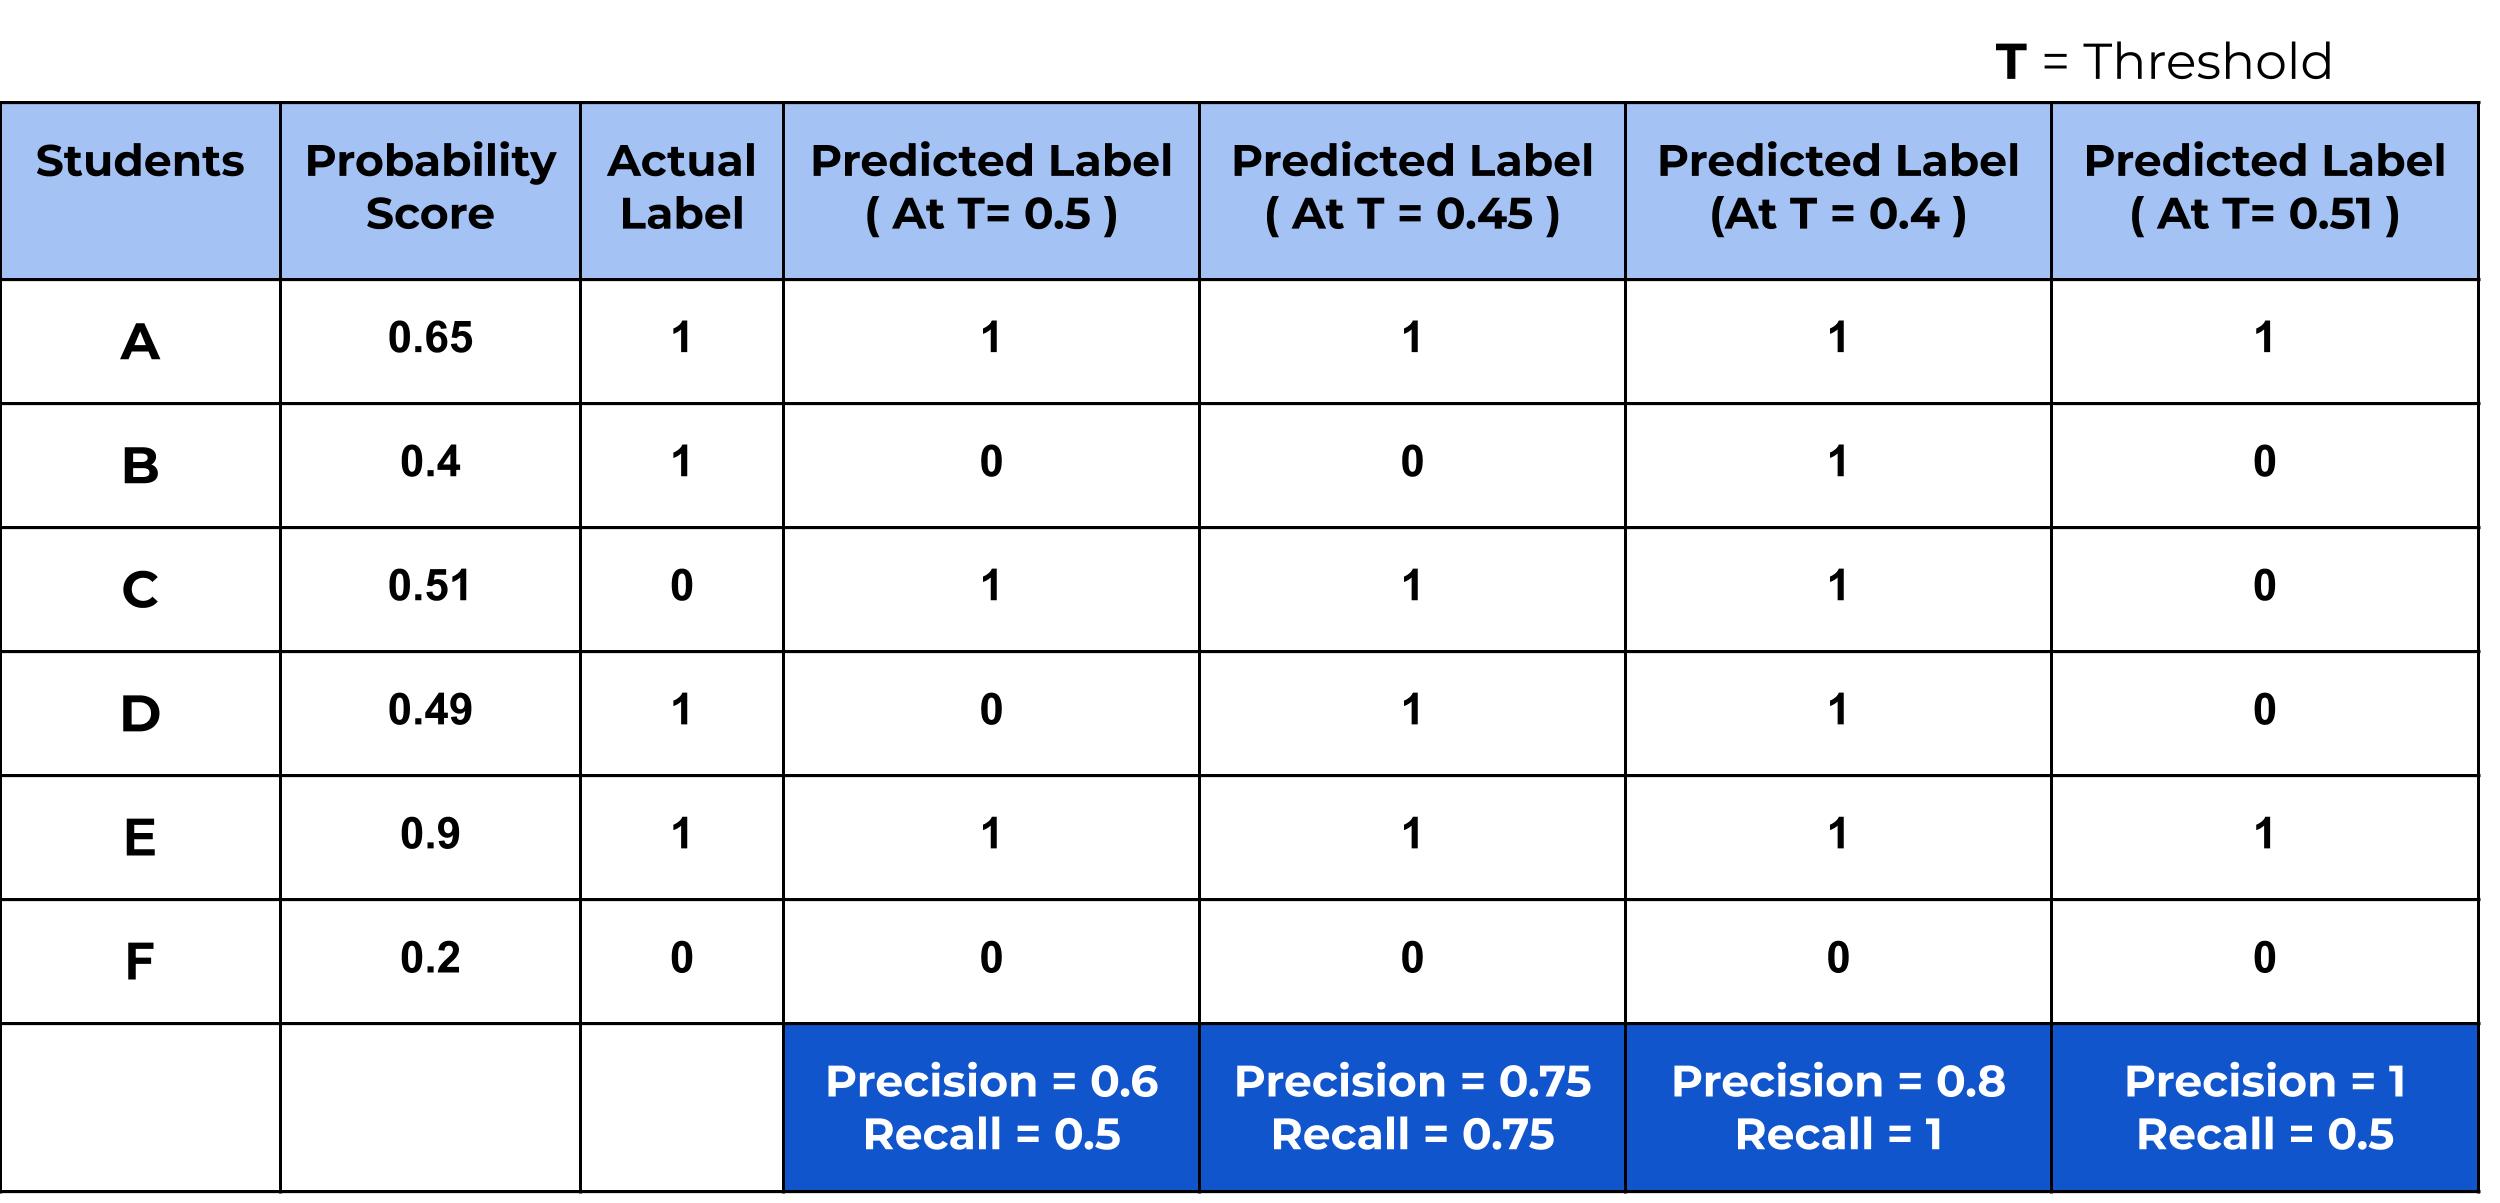 T = Threshold
Students
Probability
Score
Actual
Label
Predicted Label
(At T= 0.5 )
Predicted Label
( At T = 0.45 )
Predicted Label
(At T = 0.4 )
Predicted Label
( At T= 0.51 )
A 0.65 1 1 1 1 1
B 0.4 1 0 0 1 0
C 0.51 0 1 1 1 0
D 0.49 1 0 1 1 0
E 0.9 1 1 1 1 1
F 0.2 0 0 0 0 0
Precision = 0.6
Recall = 0.5
Precision = 0.75
Recall = 0.75
Precision = 0.8
Recall = 1
Precision = 1
Recall = 0.5